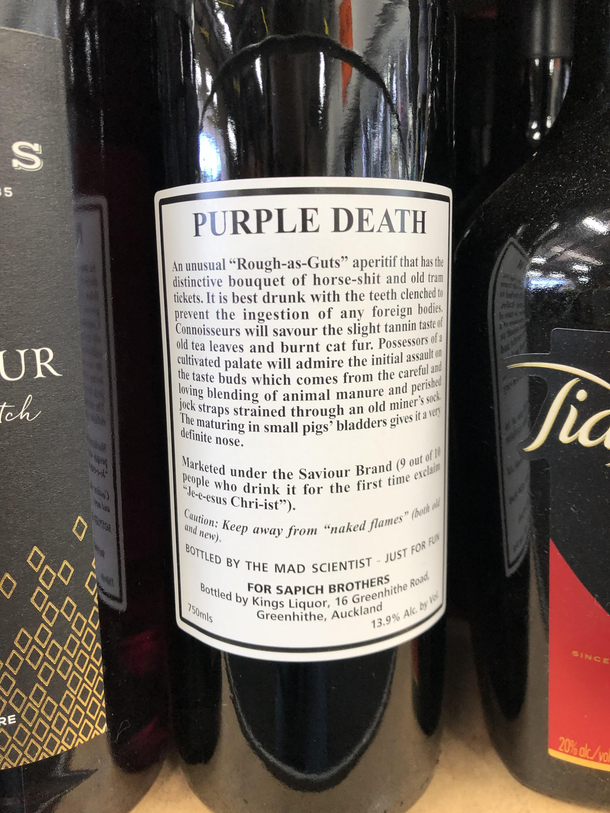 PURPLE DEATH
An unusual “Rough-as-Guts” aperitif that has the
distinctive bouquet of horse-shit and old tram
tickets. It is best drunk with the teeth clenched to
prevent the ingestion of any foreign bodies.
Connoisseurs will savour the slight tannin taste of
old tea leaves and burnt cat fur. Possessors of a
cultivated palate will admire the initial assault on
the taste buds which comes from the careful and
loving blending of animal manure and perished
jock straps strained through an old miner's sock.
The maturing in small pigs' bladders gives it a very
definite nose.
Marketed under the Saviour Brand (9 out of 10
people who drink it for the first time exclaim
“Je-e-esus Chri-ist”).
Caution: Keep away from “naked flames” (both old
and new).
BOTTLED BY THE MAD SCIENTIST - JUST FOR FUN
FOR SAPICH BROTHERS
Bottled by Kings Liquor, 16 Greenhithe Road,
Greenhithe, Auckland
750mls
13.9% Alc. by Vol.
S
UR
tch
RE
Tia
SINCE
20% alc/vo